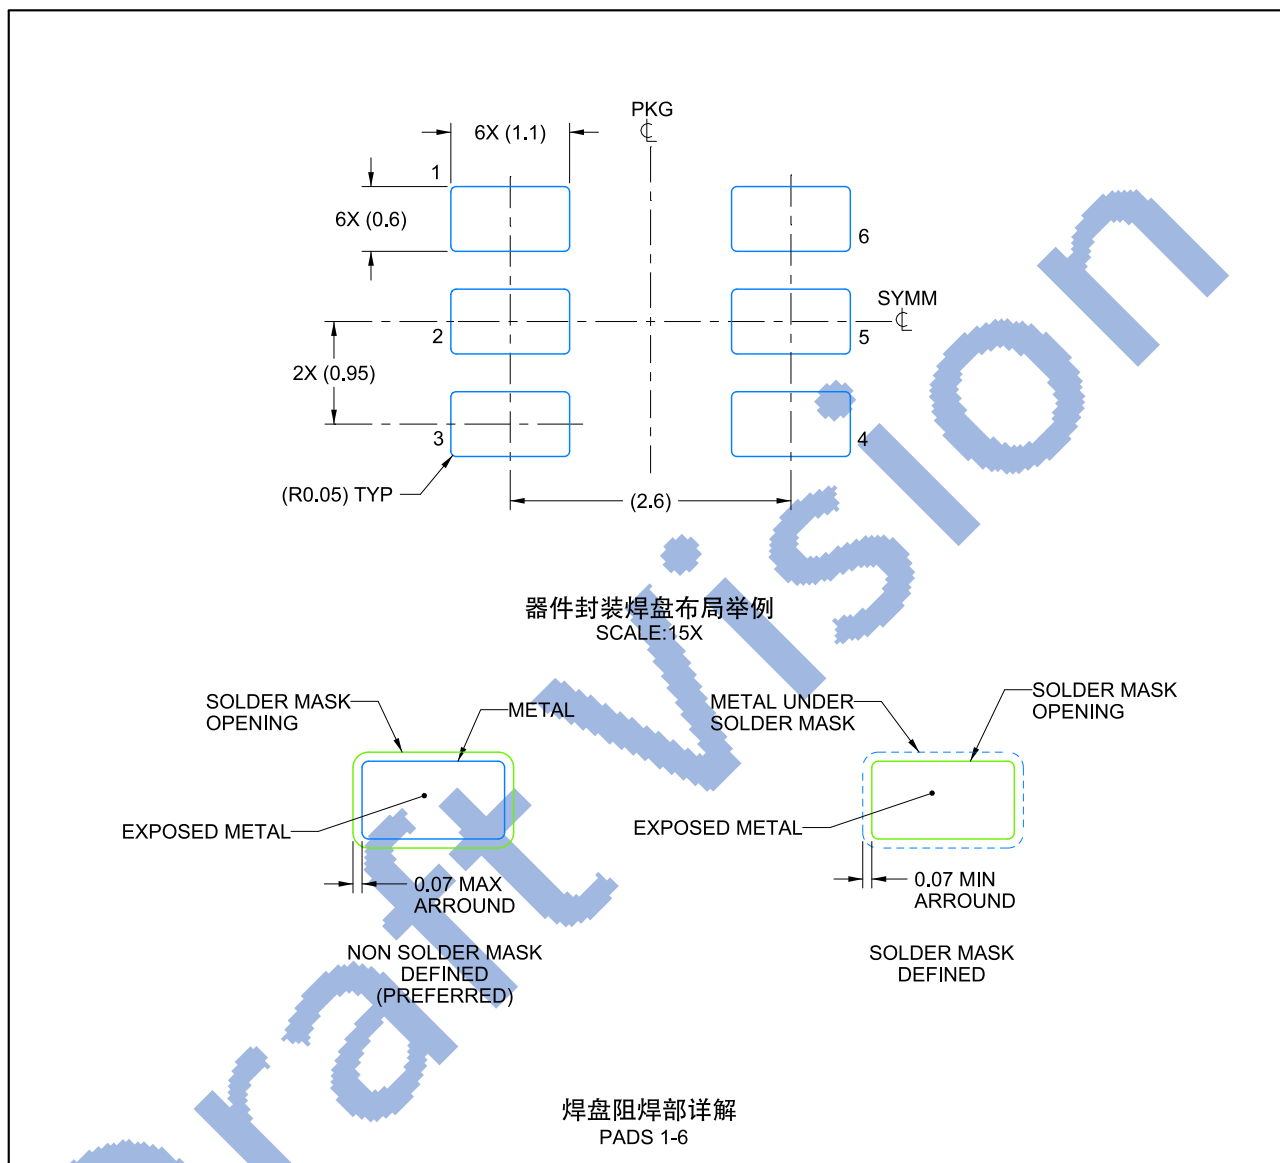 PKG
6X (1.1)
1
6X (0.6)
6
SYMM
2
5
2X (0.95)
3
4
(R0.05) TYP
(2.6)
器件封装焊盘布局举例
SCALE:15X
SOLDER MASK
OPENING
METAL
METAL UNDER
SOLDER MASK
SOLDER MASK
OPENING
EXPOSED METAL
EXPOSED METAL
0.07 MAX
ARROUND
0.07 MIN
ARROUND
NON SOLDER MASK
DEFINED
(PREFERRED)
SOLDER MASK
DEFINED
焊盘阻焊部详解
PADS 1-6
raft vision